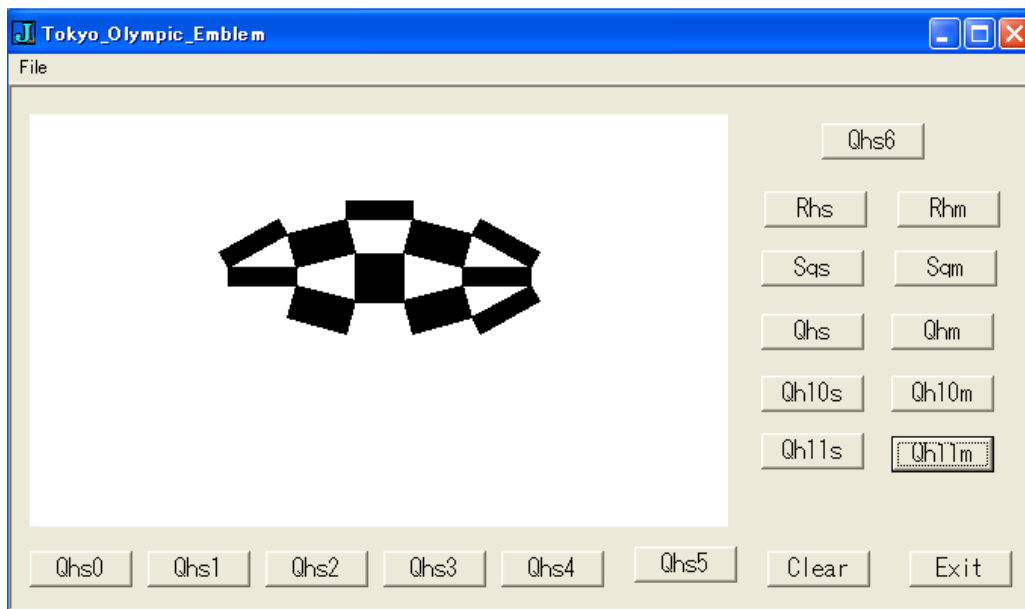 Tokyo_Olympic_Emblem
File
Qhs6
Rhs Rhm
Sqs Sqm
Qhs Qhm
Qh10s Qh10m
Qh11s Qh11m
Qhs0 Qhs1 Qhs2 Qhs3 Qhs4 Qhs5 Clear Exit